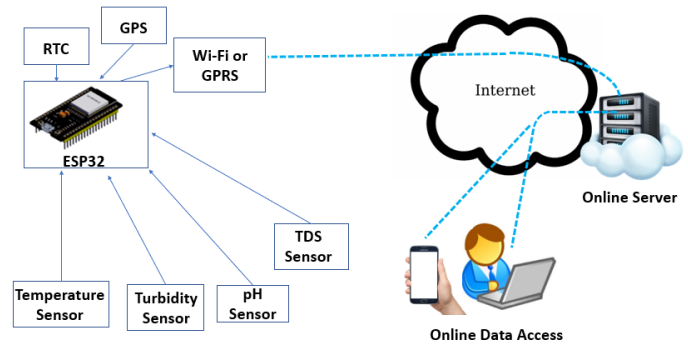 GPS
RTC
Wi-Fi or
GPRS
Internet
ESP32
Online Server
TDS
Sensor
Temperature
Sensor
Turbidity
Sensor
pH
Sensor
Online Data Access